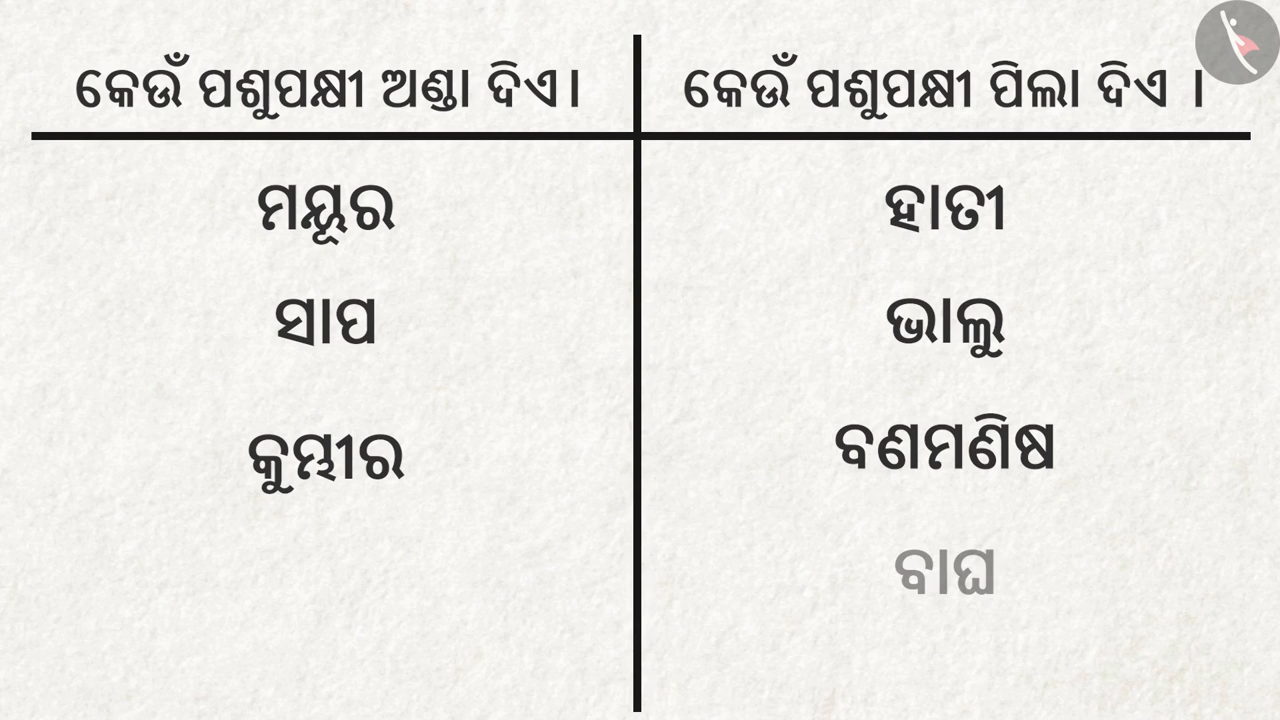 କେଉଁ ପଶୁପକ୍ଷୀ ଅଣ୍ଡା ଦିଏ।
ମୟୂର
ସାପ
କୁମ୍ଭୀର
କେଉଁ ପଶୁପକ୍ଷୀ ପିଲା ଦିଏ ।
ହାତୀ
ଭାଲୁ
ବଣମଣିଷ
ବାଘ